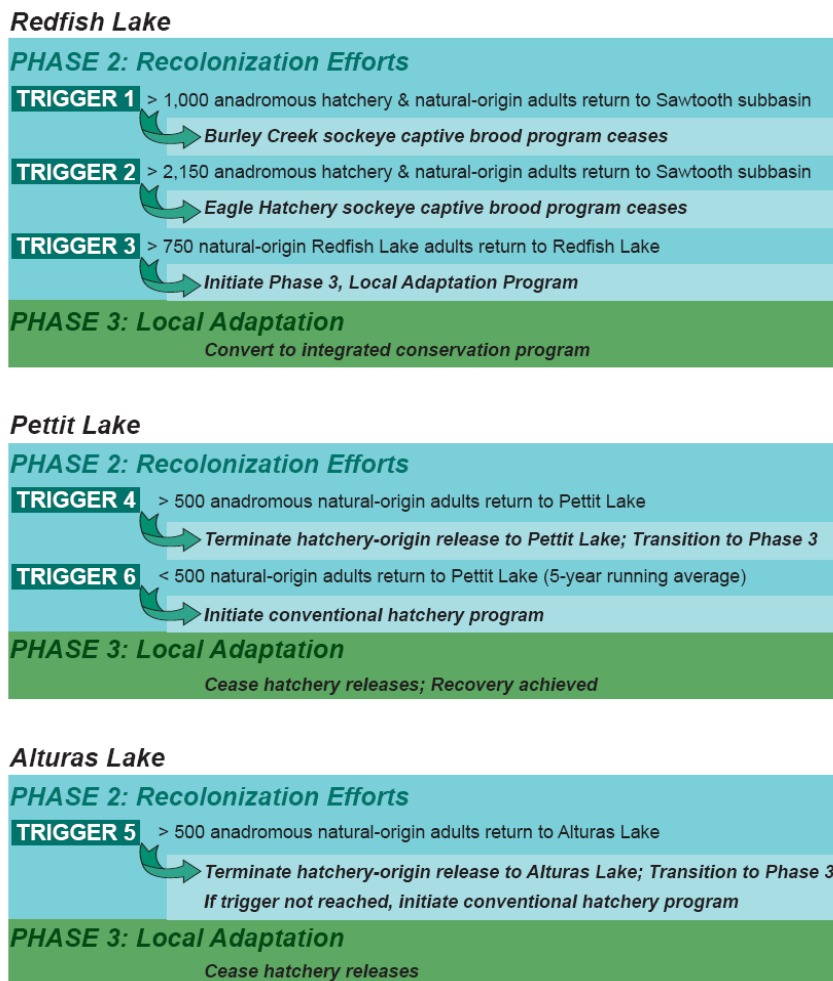 Redfish Lake
PHASE 2: Recolonization Efforts
TRIGGER 1 > 1,000 anadromous hatchery & natural-origin adults return to Sawtooth subbasin
Burley Creek sockeye captive brood program ceases
TRIGGER 2 > 2,150 anadromous hatchery & natural-origin adults return to Sawtooth subbasin
Eagle Hatchery sockeye captive brood program ceases
TRIGGER 3 > 750 natural-origin Redfish Lake adults return to Redfish Lake
Initiate Phase 3, Local Adaptation Program
PHASE 3: Local Adaptation
Convert to integrated conservation program
Pettit Lake
PHASE 2: Recolonization Efforts
TRIGGER 4 > 500 anadromous natural-origin adults return to Pettit Lake
Terminate hatchery-origin release to Pettit Lake; Transition to Phase 3
TRIGGER 6 < 500 natural-origin adults return to Pettit Lake (5-year running average)
Initiate conventional hatchery program
PHASE 3: Local Adaptation
Cease hatchery releases; Recovery achieved
Alturas Lake
PHASE 2: Recolonization Efforts
TRIGGER 5 > 500 anadromous natural-origin adults return to Alturas Lake
Terminate hatchery-origin release to Alturas Lake; Transition to Phase 3
If trigger not reached, initiate conventional hatchery program
PHASE 3: Local Adaptation
Cease hatchery releases